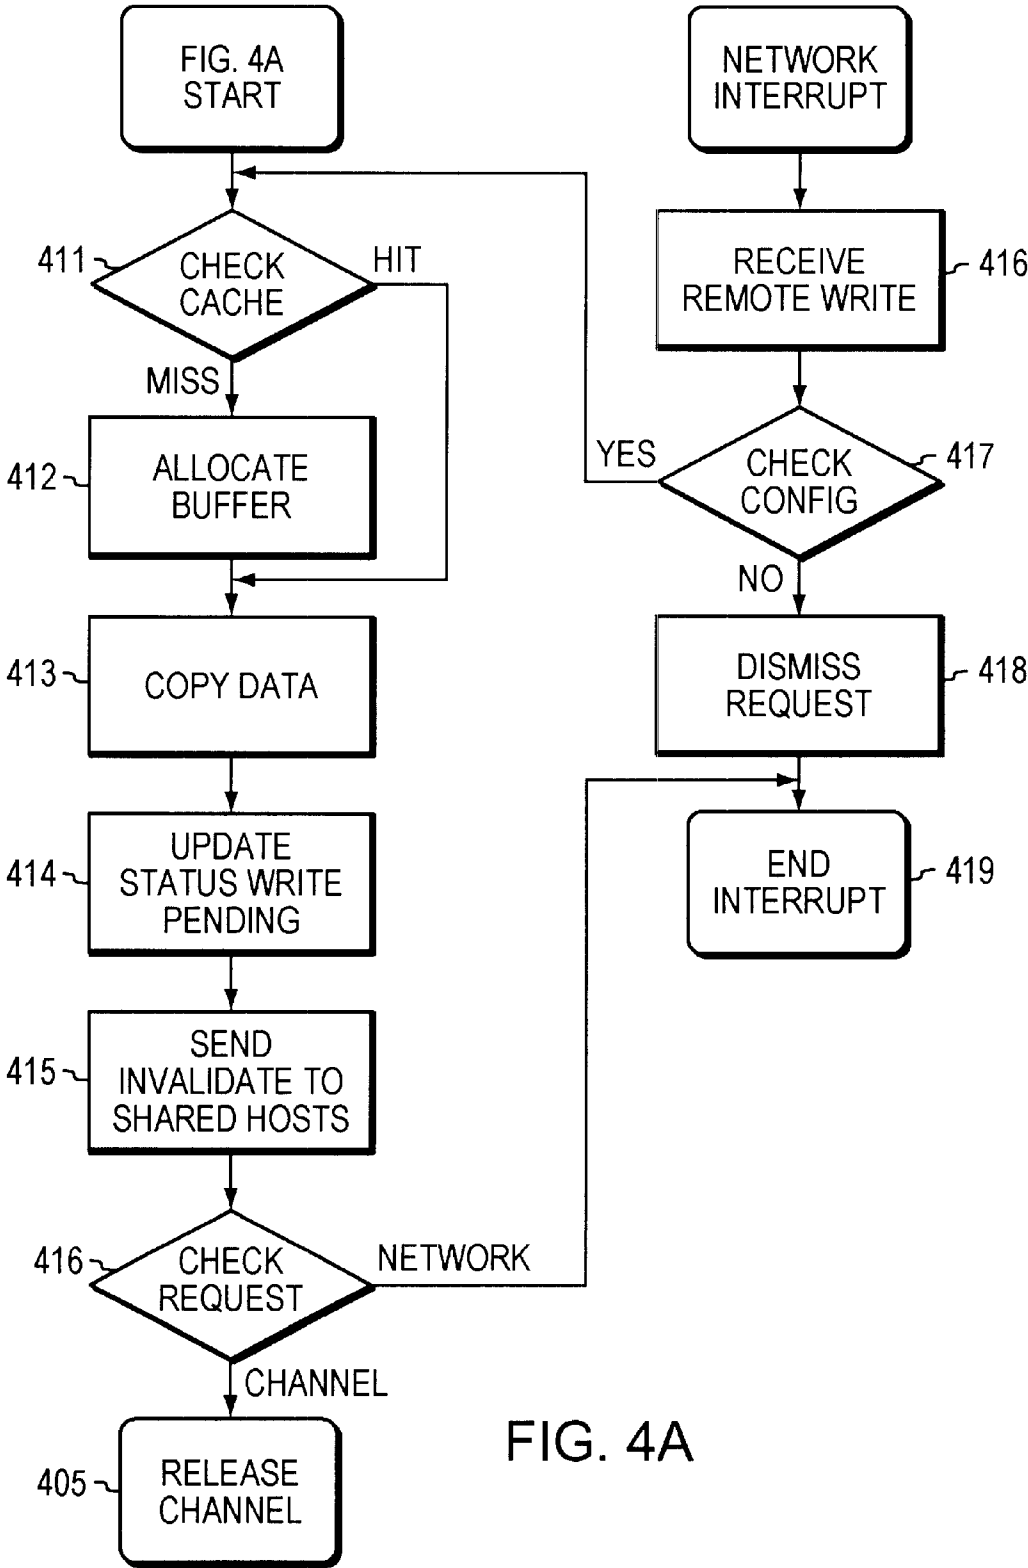 FIG. 4A
START
411
CHECK
CACHE
HIT
MISS
412
ALLOCATE
BUFFER
413
COPY DATA
414
UPDATE
STATUS WRITE
PENDING
415
SEND
INVALIDATE TO
SHARED HOSTS
416
CHECK
REQUEST
NETWORK
CHANNEL
405
RELEASE
CHANNEL
NETWORK
INTERRUPT
RECEIVE
REMOTE WRITE
416
YES
CHECK
CONFIG
417
NO
DISMISS
REQUEST
418
END
INTERRUPT
419
FIG. 4A